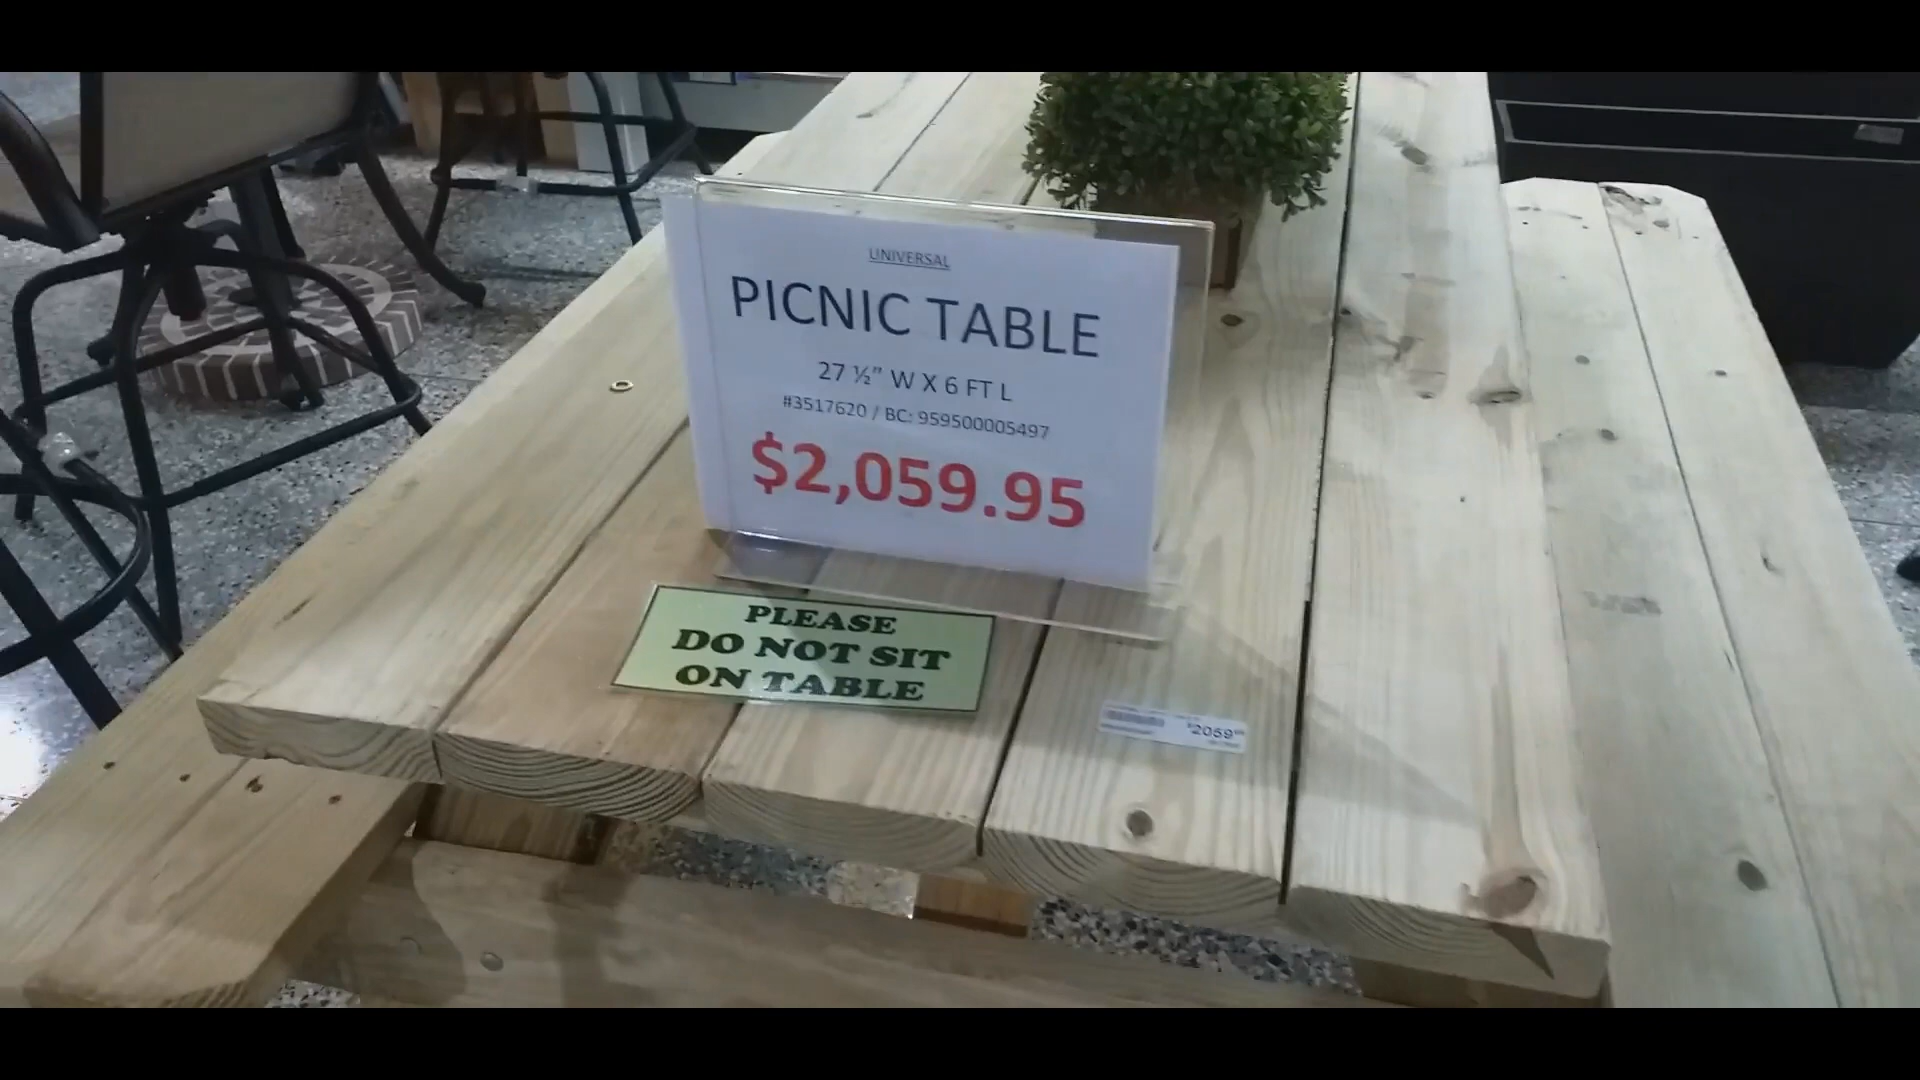 UNIVERSAL
PICNIC TABLE
27 ½” W X 6 FT L
#3517620 / BC: 959500005497
$2,059.95
PLEASE
DO NOT SIT
ON TABLE
$2059